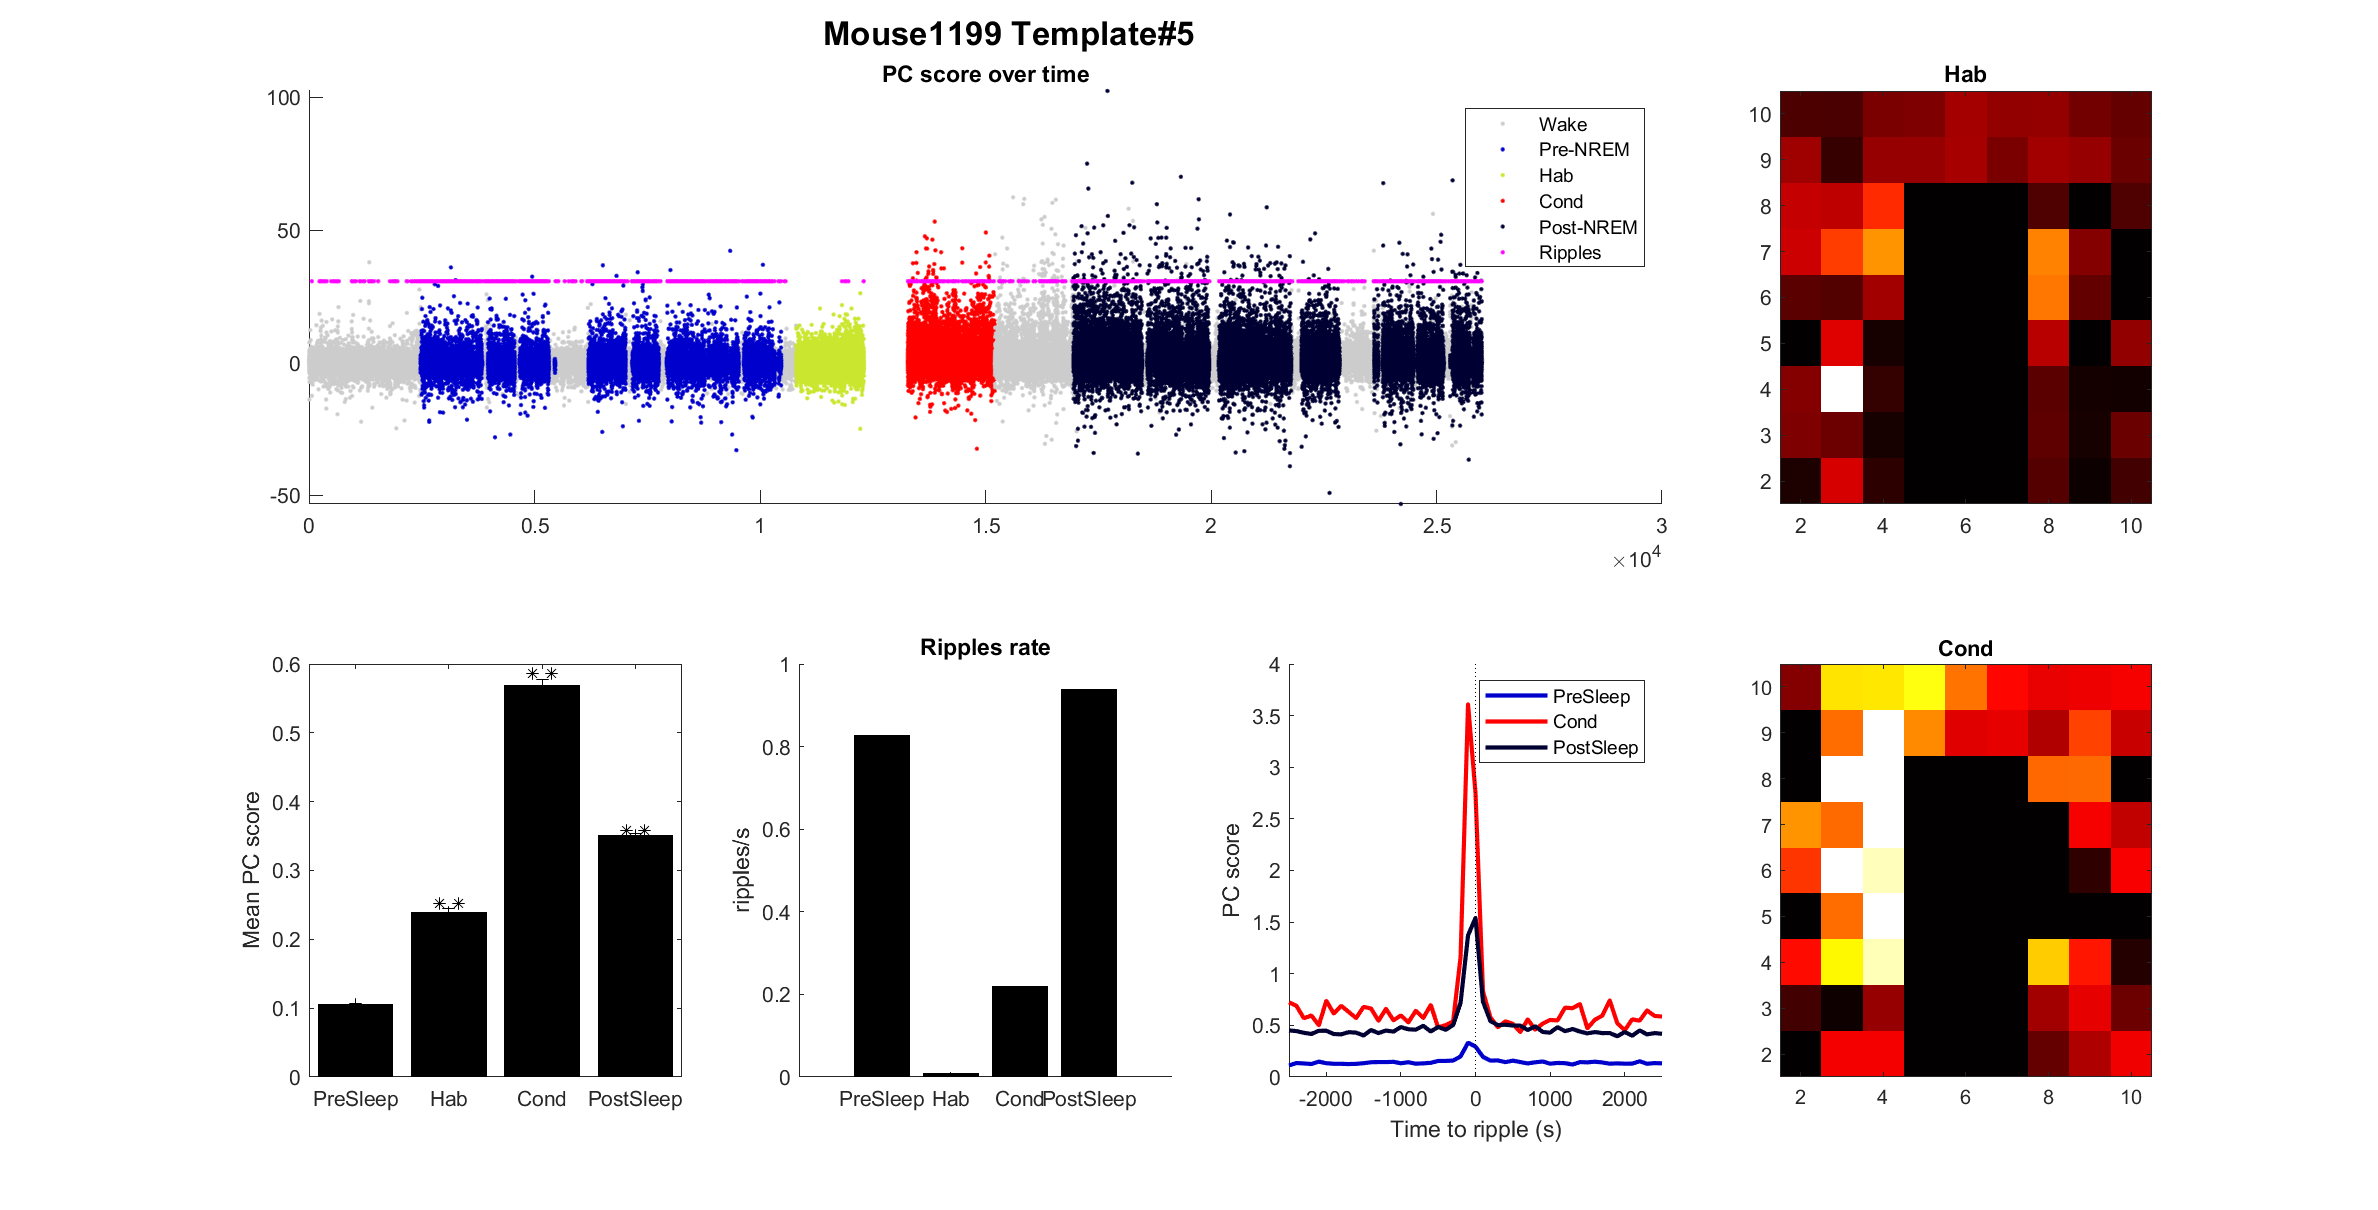 Mouse1199 Template#5
PC score over time
100
50
0
-50
0 0.5 1 1.5 2 2.5 3
×10^4
Wake
Pre-NREM
Hab
Cond
Post-NREM
Ripples
Hab
10
9
8
7
6
5
4
3
2
2 4 6 8 10
Mean PC score
0.6
0.5
0.4
0.3
0.2
0.1
0
** ** **
PreSleep Hab Cond PostSleep
Ripples rate
ripples/s
1
0.8
0.6
0.4
0.2
0
PreSleep Hab Cond PostSleep
PC score
4
3.5
3
2.5
2
1.5
1
0.5
0
-2000 -1000 0 1000 2000
Time to ripple (s)
PreSleep
Cond
PostSleep
Cond
10
9
8
7
6
5
4
3
2
2 4 6 8 10